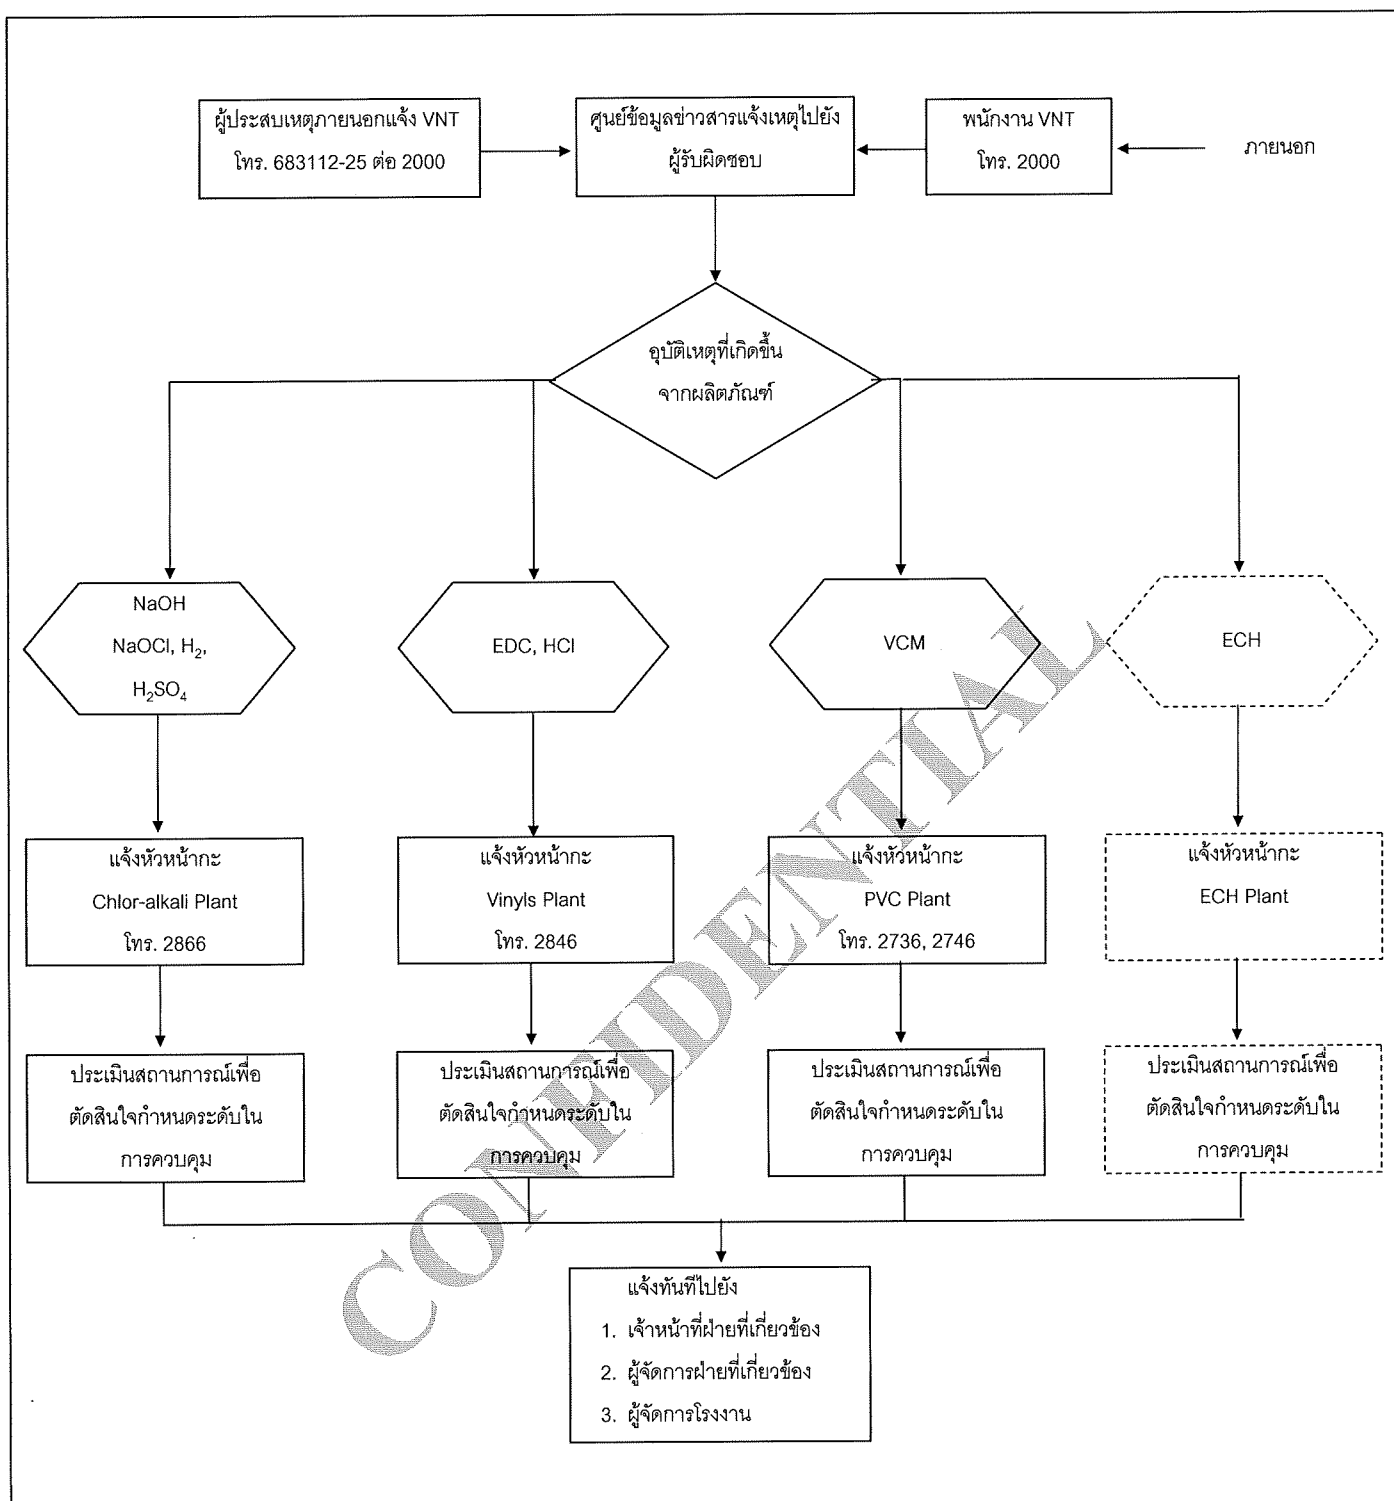 ผู้ประสบเหตุภายนอกแจ้ง VNT
โทร. 683112-25 ต่อ 2000
ศูนย์ข้อมูลข่าวสารแจ้งเหตุไปยัง
ผู้รับผิดชอบ
พนักงาน VNT
โทร. 2000
ภายนอก
อุบัติเหตุที่เกิดขึ้น
จากผลิตภัณฑ์
NaOH
NaOCl, H₂,
H₂SO₄
EDC, HCl
VCM
ECH
แจ้งหัวหน้ากะ
Chlor-alkali Plant
โทร. 2866
แจ้งหัวหน้ากะ
Vinyls Plant
โทร. 2846
แจ้งหัวหน้ากะ
PVC Plant
โทร. 2736, 2746
แจ้งหัวหน้ากะ
ECH Plant
ประเมินสถานการณ์เพื่อ
ตัดสินใจกำหนดระดับใน
การควบคุม
ประเมินสถานการณ์เพื่อ
ตัดสินใจกำหนดระดับใน
การควบคุม
ประเมินสถานการณ์เพื่อ
ตัดสินใจกำหนดระดับใน
การควบคุม
ประเมินสถานการณ์เพื่อ
ตัดสินใจกำหนดระดับใน
การควบคุม
แจ้งทันทีไปยัง
1. เจ้าหน้าที่ฝ่ายที่เกี่ยวข้อง
2. ผู้จัดการฝ่ายที่เกี่ยวข้อง
3. ผู้จัดการโรงงาน
CONFIDENTIAL